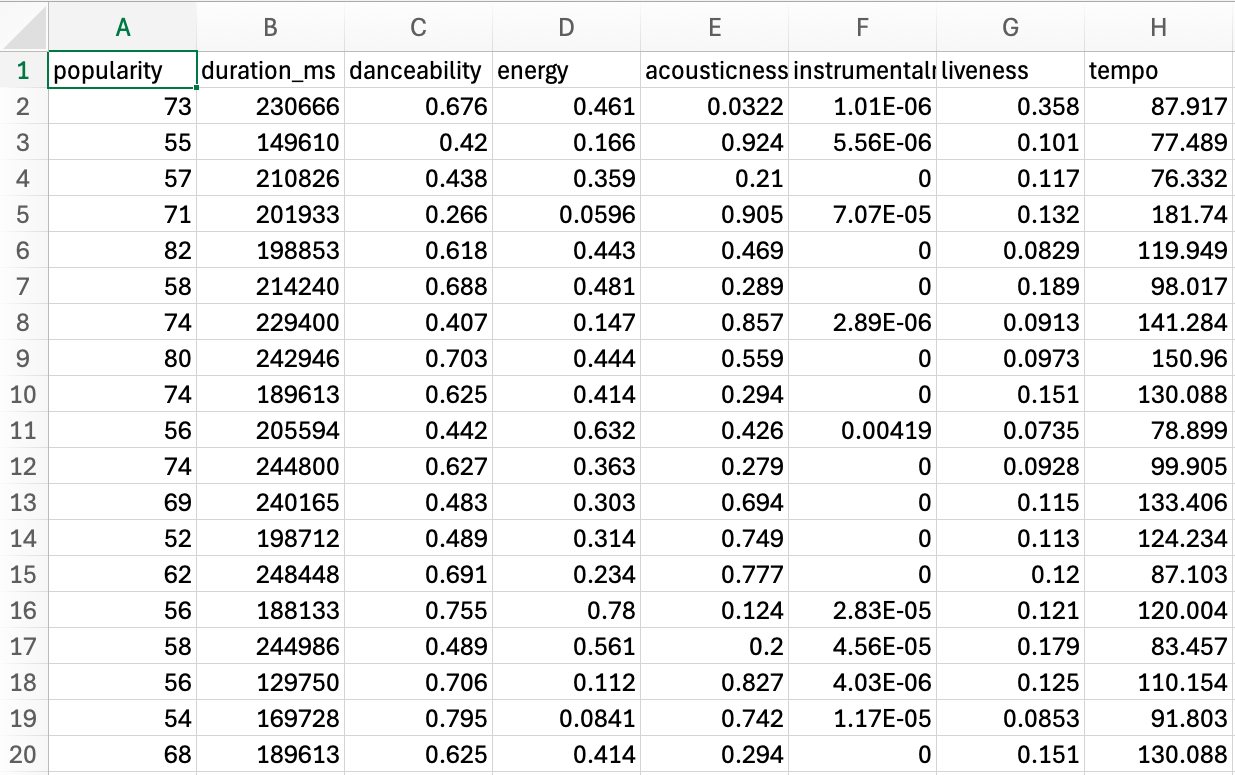 A B C D E F G H
1 popularity duration_ms danceability energy acousticness instrumentalr liveness tempo
2 73 230666 0.676 0.461 0.0322 1.01E-06 0.358 87.917
3 55 149610 0.42 0.166 0.924 5.56E-06 0.101 77.489
4 57 210826 0.438 0.359 0.21 0 0.117 76.332
5 71 201933 0.266 0.0596 0.905 7.07E-05 0.132 181.74
6 82 198853 0.618 0.443 0.469 0 0.0829 119.949
7 58 214240 0.688 0.481 0.289 0 0.189 98.017
8 74 229400 0.407 0.147 0.857 2.89E-06 0.0913 141.284
9 80 242946 0.703 0.444 0.559 0 0.0973 150.96
10 74 189613 0.625 0.414 0.294 0 0.151 130.088
11 56 205594 0.442 0.632 0.426 0.00419 0.0735 78.899
12 74 244800 0.627 0.363 0.279 0 0.0928 99.905
13 69 240165 0.483 0.303 0.694 0 0.115 133.406
14 52 198712 0.489 0.314 0.749 0 0.113 124.234
15 62 248448 0.691 0.234 0.777 0 0.12 87.103
16 56 188133 0.755 0.78 0.124 2.83E-05 0.121 120.004
17 58 244986 0.489 0.561 0.2 4.56E-05 0.179 83.457
18 56 129750 0.706 0.112 0.827 4.03E-06 0.125 110.154
19 54 169728 0.795 0.0841 0.742 1.17E-05 0.0853 91.803
20 68 189613 0.625 0.414 0.294 0 0.151 130.088